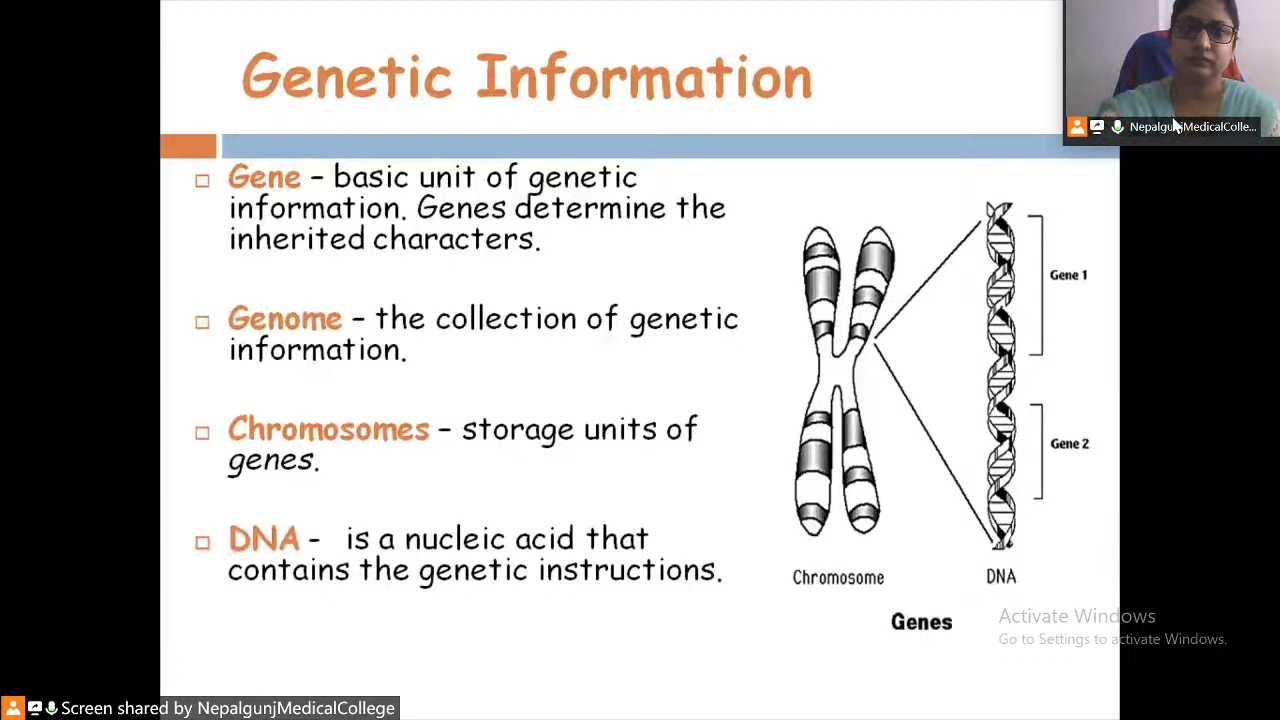 Genetic Information
NepalgunjMedicalColle...
Gene – basic unit of genetic
information. Genes determine the
inherited characters.
Genome – the collection of genetic
information.
Chromosomes – storage units of
genes.
DNA - is a nucleic acid that
contains the genetic instructions.
Gene 1
Gene 2
Chromosome
DNA
Genes
Activate Windows
Go to Settings to activate Windows.
Screen shared by NepalgunjMedicalCollege